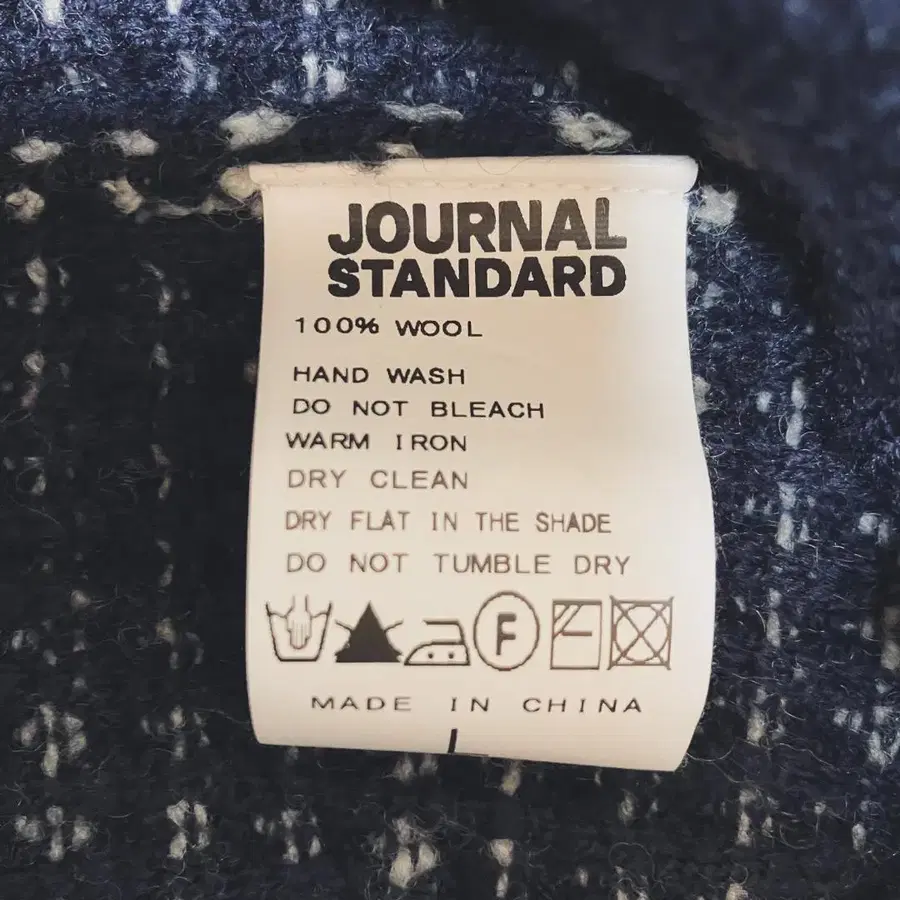 JOURNAL
STANDARD
100% WOOL
HAND WASH
DO NOT BLEACH
WARM IRON
DRY CLEAN
DRY FLAT IN THE SHADE
DO NOT TUMBLE DRY
F
MADE IN CHINA